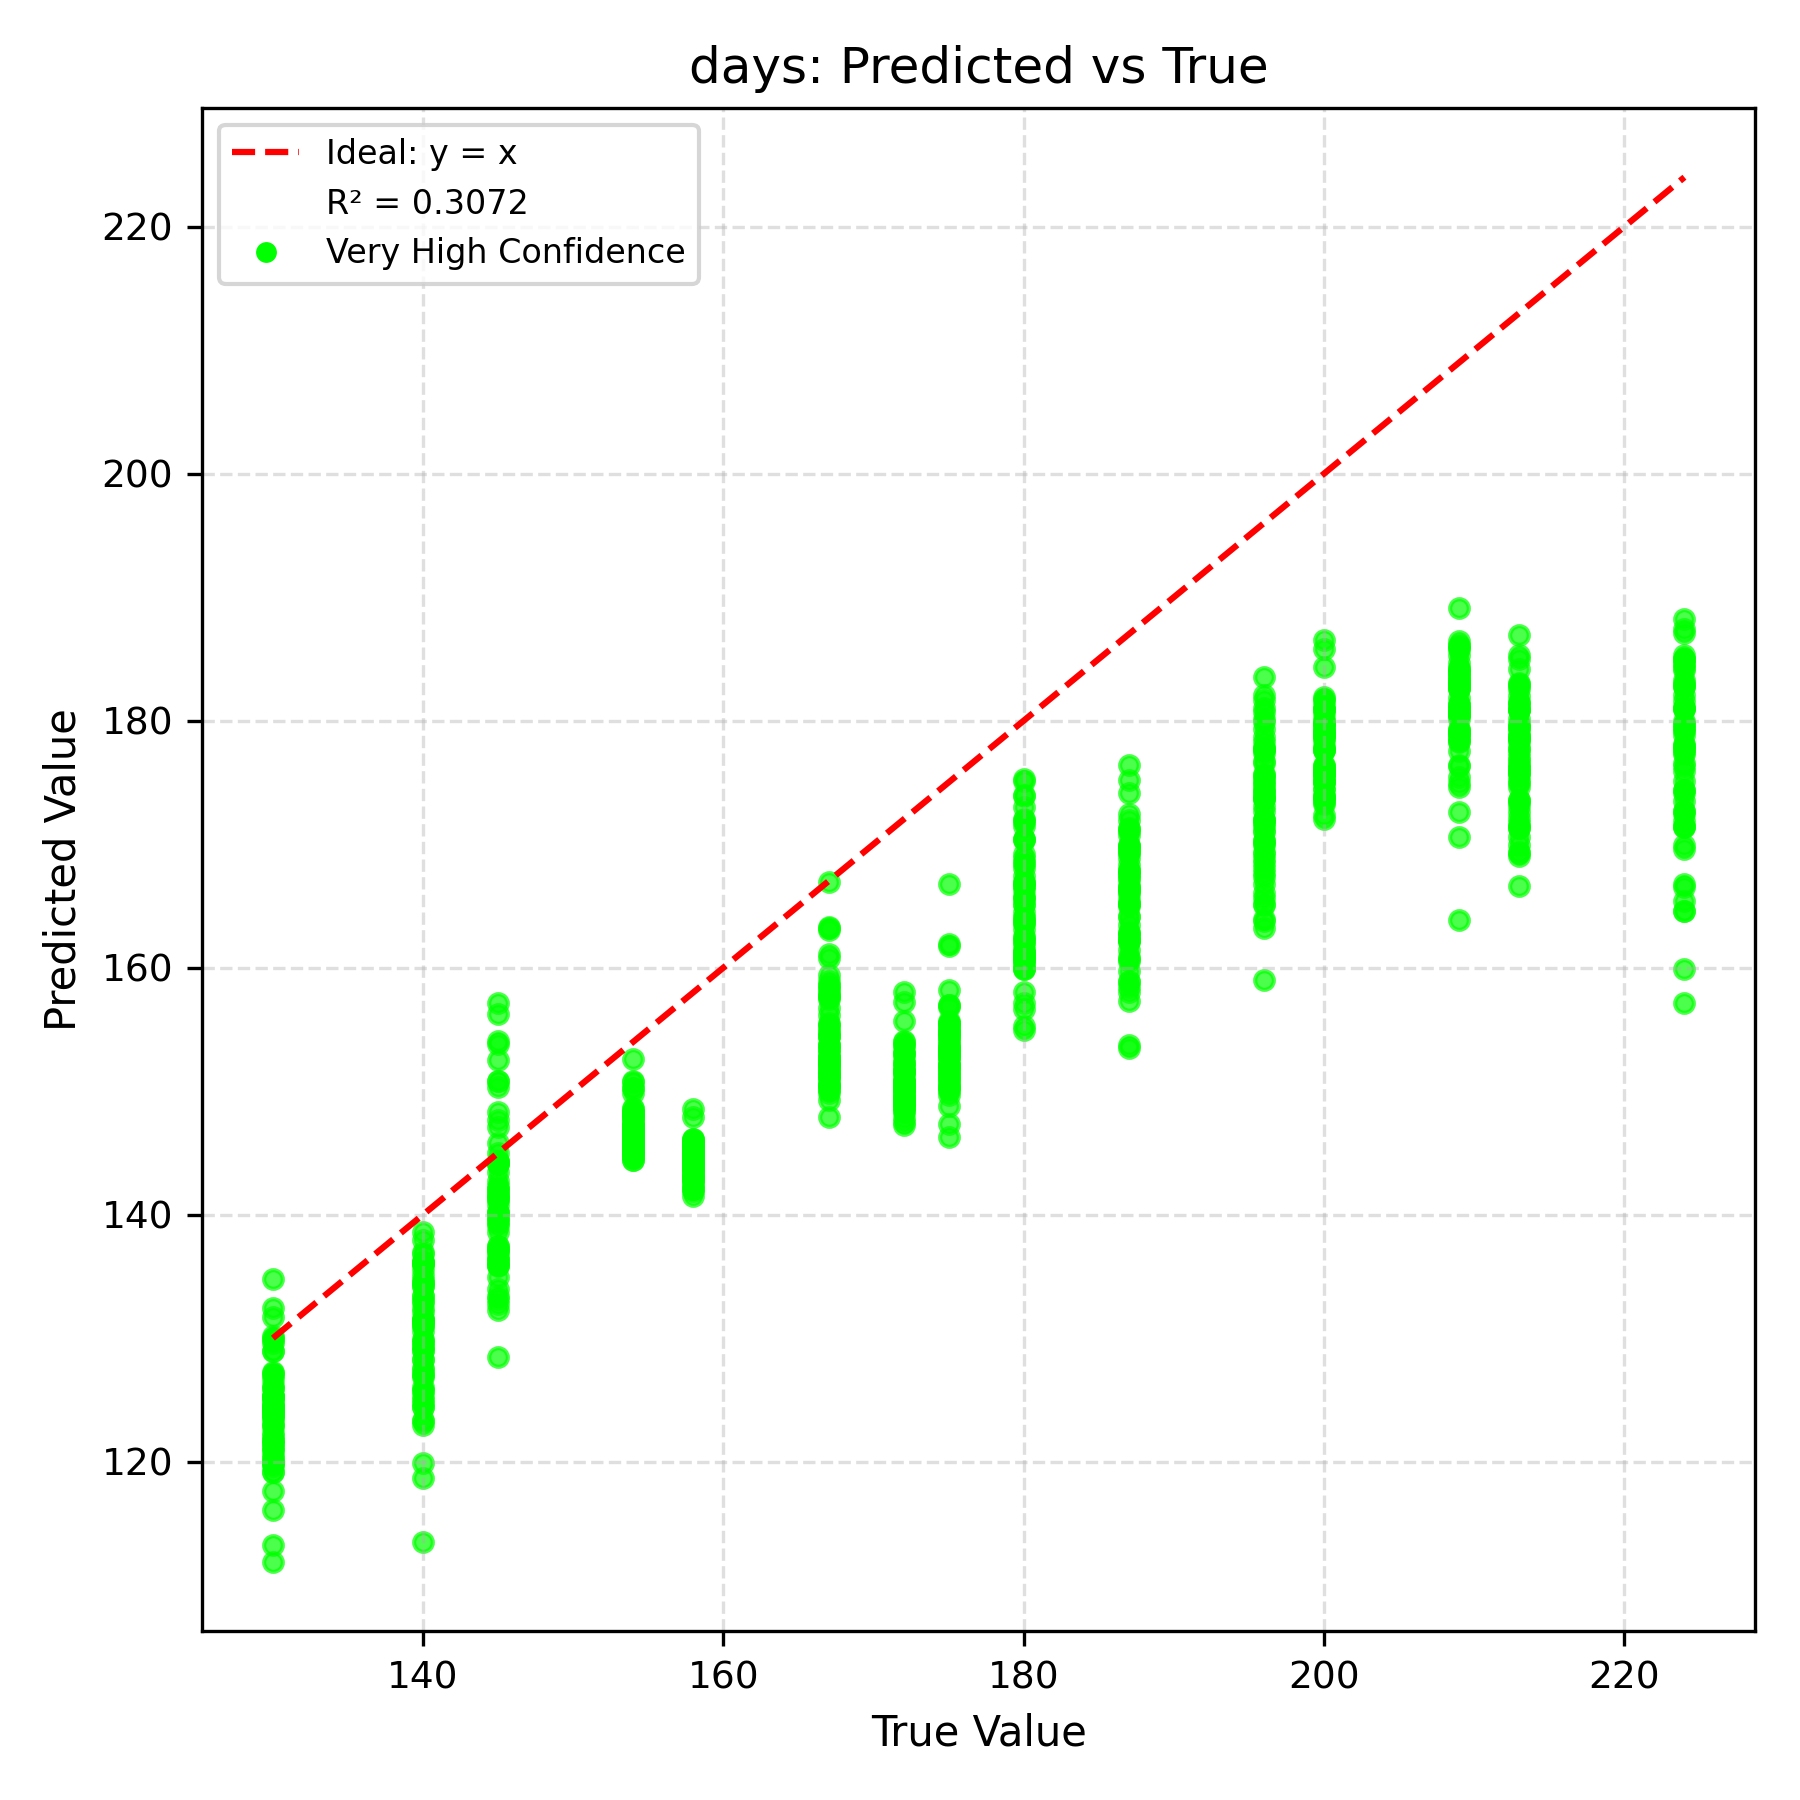 days: Predicted vs True
Ideal: y = x
R² = 0.3072
Very High Confidence
220
200
180
160
140
120
Predicted Value
140
160
180
200
220
True Value